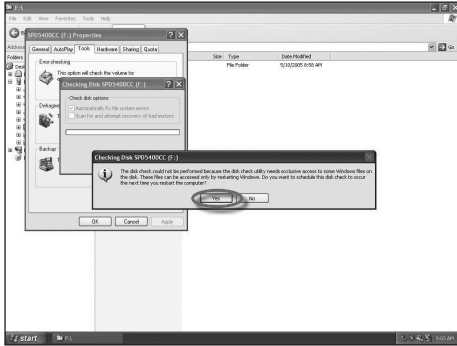 F:\
File Edit View Favorites Tools Help
SPD5400CC (F:) Properties
General AutoPlay Tools Hardware Sharing Quota
Error-checking
This option will check the volume for
Checking Disk SPD5400CC (F:)
Check disk options
Automatically fix file system errors
Scan for and attempt recovery of bad sectors
Backup
OK Cancel Apply
Address
Go
Folders
Size Type Date Modified
File Folder 5/10/2005 8:58 AM
Checking Disk SPD5400CC (F:)
The disk check could not be performed because the disk check utility needs exclusive access to some Windows files on
the disk. These files can be accessed only by restarting Windows. Do you want to schedule this disk check to occur
the next time you restart the computer?
Yes No
start F:\ 9:03 AM